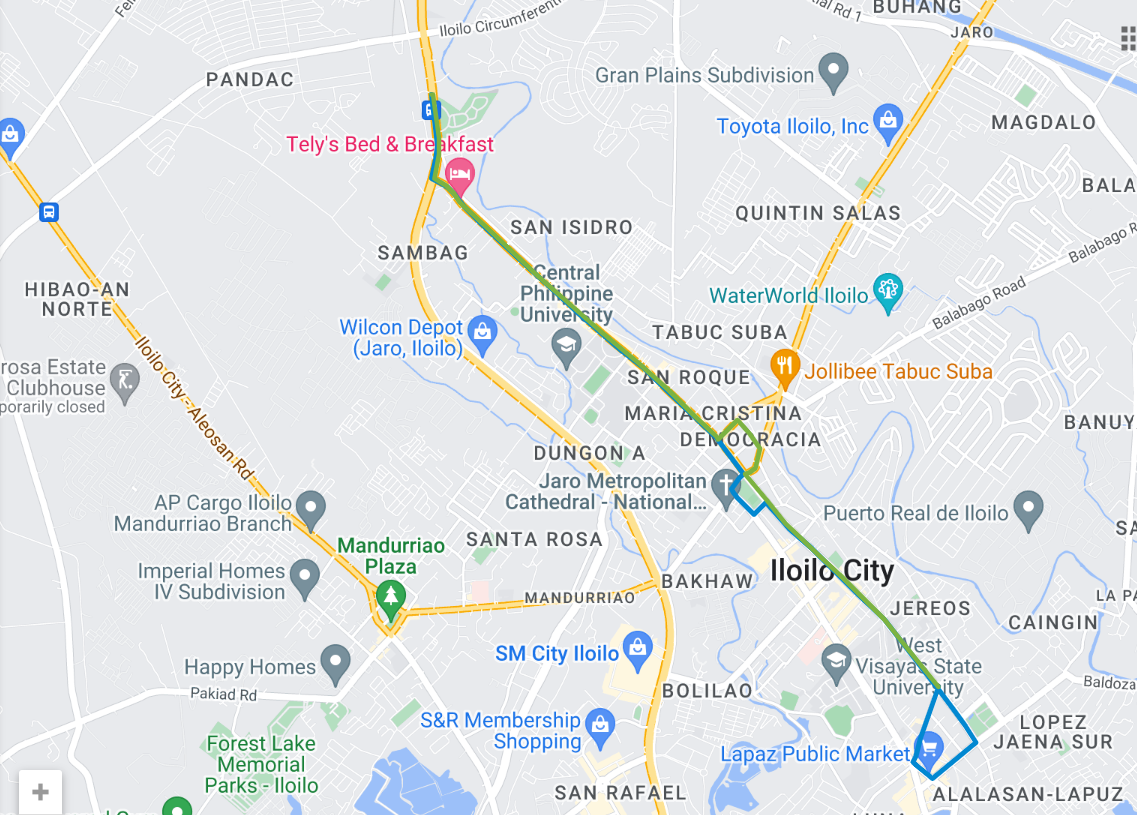 BUHANG
Iloilo Circumferenti
ial Rd 1
JARO
PANDAC
Gran Plains Subdivision
Toyota Iloilo, Inc
MAGDALO
Tely's Bed & Breakfast
BALA
SAN ISIDRO
QUINTIN SALAS
SAMBAG
Balabago R
HIBAO-AN
NORTE
Central
Philippine
University
WaterWorld Iloilo
Balabago Road
Wilcon Depot
(Jaro, Iloilo)
TABUC SUBA
Iloilo City - Aleosan Rd
rosa Estate
Clubhouse
porarily closed
SAN ROQUE
Jollibee Tabuc Suba
MARIA CRISTINA
DEMOCRACIA
BANUY
DUNGON A
Jaro Metropolitan
Cathedral - National...
AP Cargo Iloilo
Mandurriao Branch
Puerto Real de Iloilo
SA
SANTA ROSA
Mandurriao
Plaza
Imperial Homes
IV Subdivision
BAKHAW
Iloilo City
MANDURRIAO
JEREOS
LA PA
CAINGIN
SM City Iloilo
West
Visayas State
University
Happy Homes
Pakiad Rd
BOLILAO
Baldoza
S&R Membership
Shopping
LOPEZ
JAENA SUR
Forest Lake
Memorial
Parks - Iloilo
Lapaz Public Market
SAN RAFAEL
ALALASAN-LAPUZ